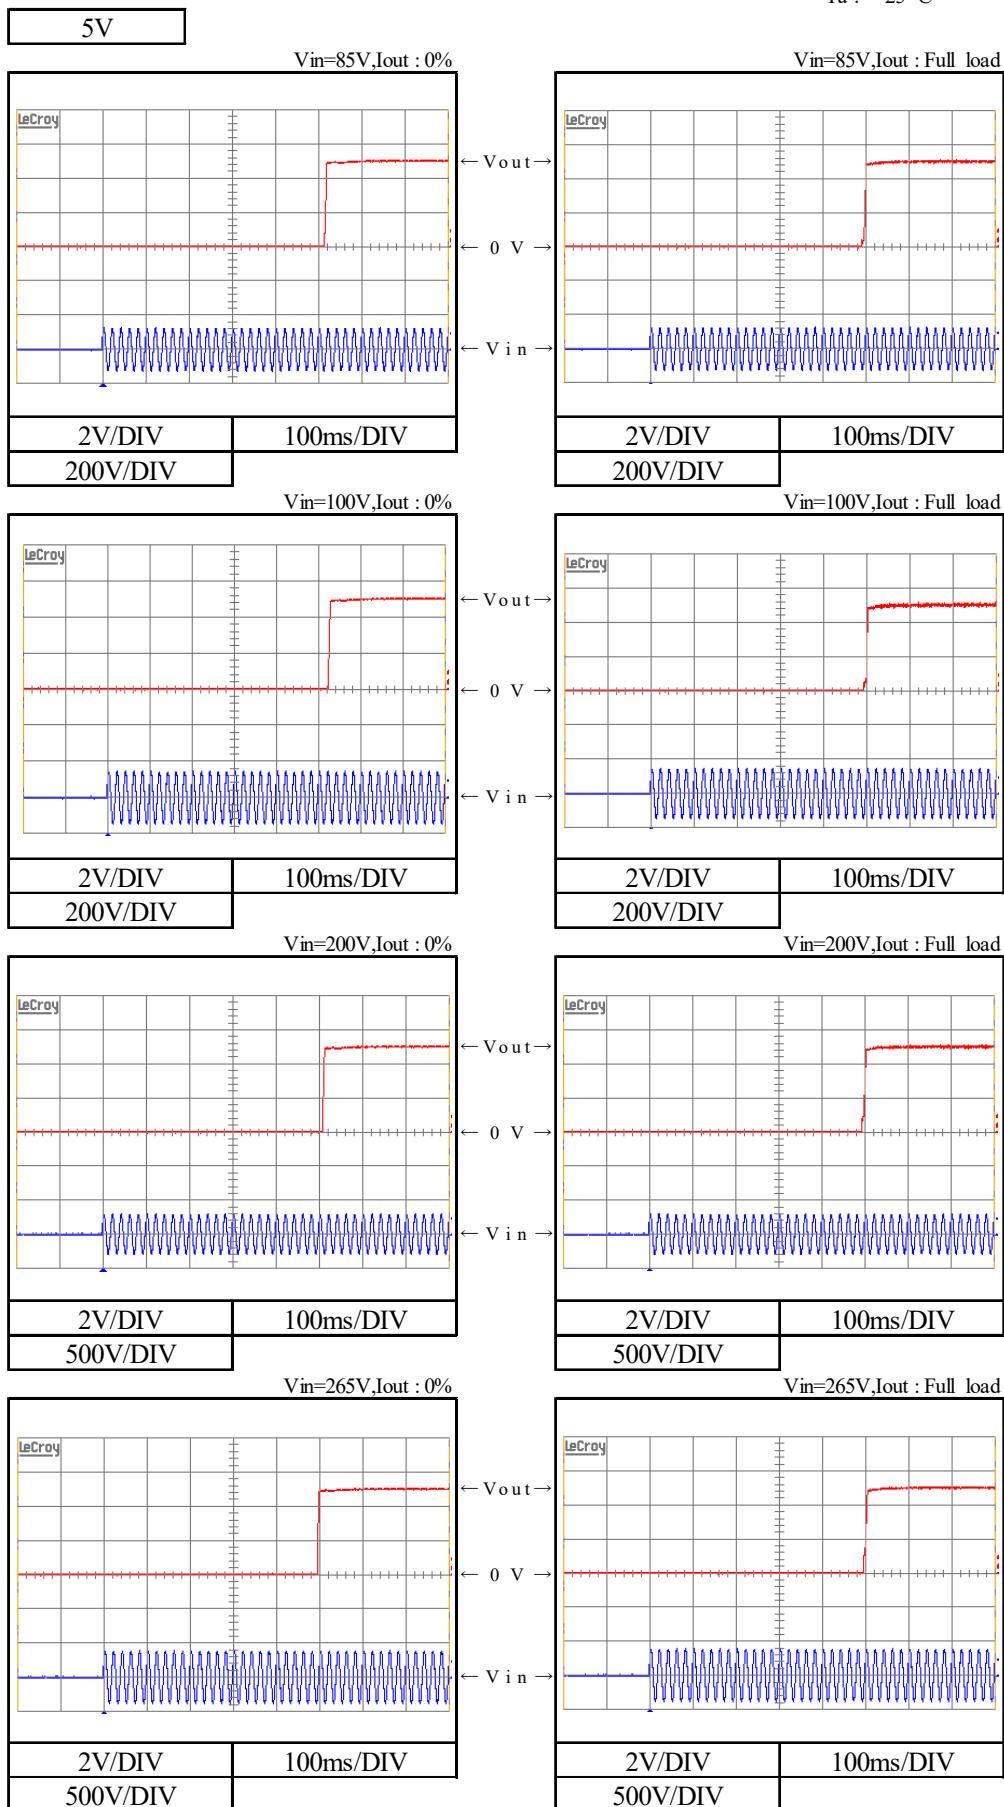 5V
Vin=85V,Iout : 0%
Vin=85V,Iout : Full load
LeCroy
LeCroy
←Vout→
← 0 V →
← Vin →
2V/DIV 100ms/DIV
200V/DIV
2V/DIV 100ms/DIV
200V/DIV
Vin=100V,Iout : 0%
Vin=100V,Iout : Full load
LeCroy
LeCroy
←Vout→
← 0 V →
← Vin →
2V/DIV 100ms/DIV
200V/DIV
2V/DIV 100ms/DIV
200V/DIV
Vin=200V,Iout : 0%
Vin=200V,Iout : Full load
LeCroy
LeCroy
←Vout→
← 0 V →
← Vin →
2V/DIV 100ms/DIV
500V/DIV
2V/DIV 100ms/DIV
500V/DIV
Vin=265V,Iout : 0%
Vin=265V,Iout : Full load
LeCroy
LeCroy
←Vout→
← 0 V →
← Vin →
2V/DIV 100ms/DIV
500V/DIV
2V/DIV 100ms/DIV
500V/DIV